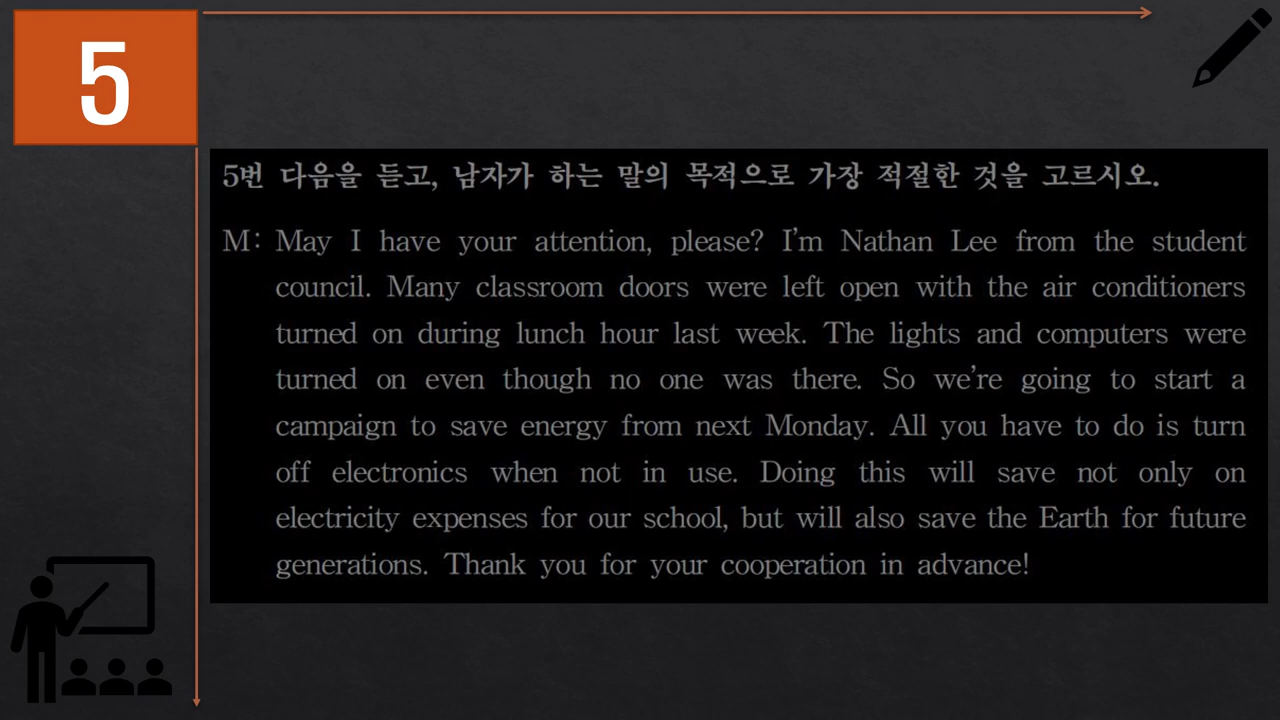 5
5번 다음을 듣고, 남자가 하는 말의 목적으로 가장 적절한 것을 고르시오.
M: May I have your attention, please? I'm Nathan Lee from the student
council. Many classroom doors were left open with the air conditioners
turned on during lunch hour last week. The lights and computers were
turned on even though no one was there. So we're going to start a
campaign to save energy from next Monday. All you have to do is turn
off electronics when not in use. Doing this will save not only on
electricity expenses for our school, but will also save the Earth for future
generations. Thank you for your cooperation in advance!